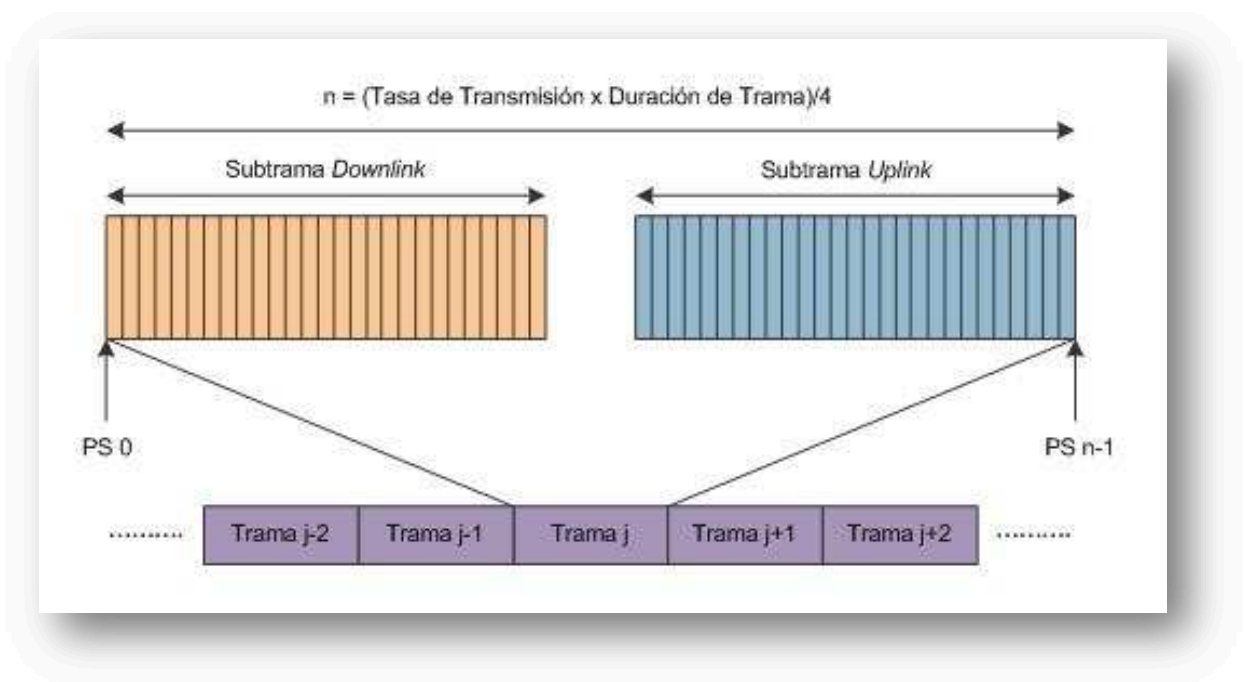 n = (Tasa de Transmisión x Duración de Trama)/4
Subtrama Downlink
Subtrama Uplink
PS 0
PS n-1
.......... Trama j-2 Trama j-1 Trama j Trama j+1 Trama j+2 ..........